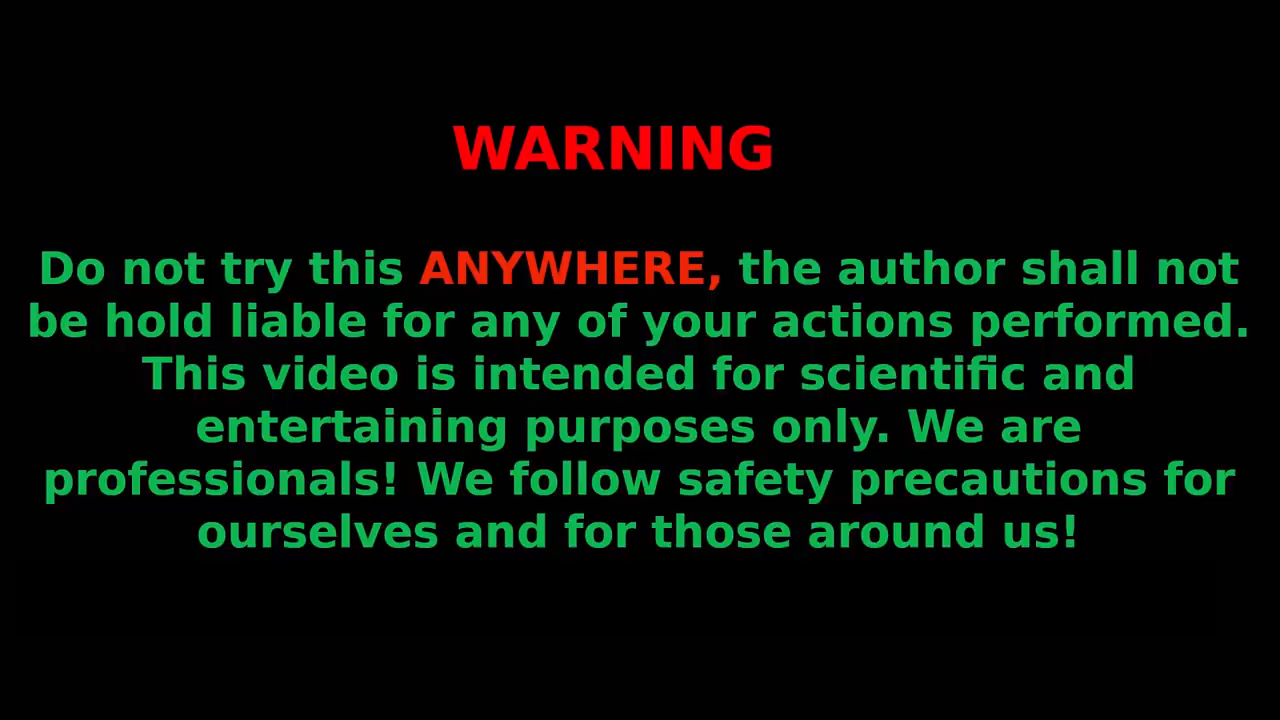 WARNING
Do not try this ANYWHERE, the author shall not
be hold liable for any of your actions performed.
This video is intended for scientific and
entertaining purposes only. We are
professionals! We follow safety precautions for
ourselves and for those around us!